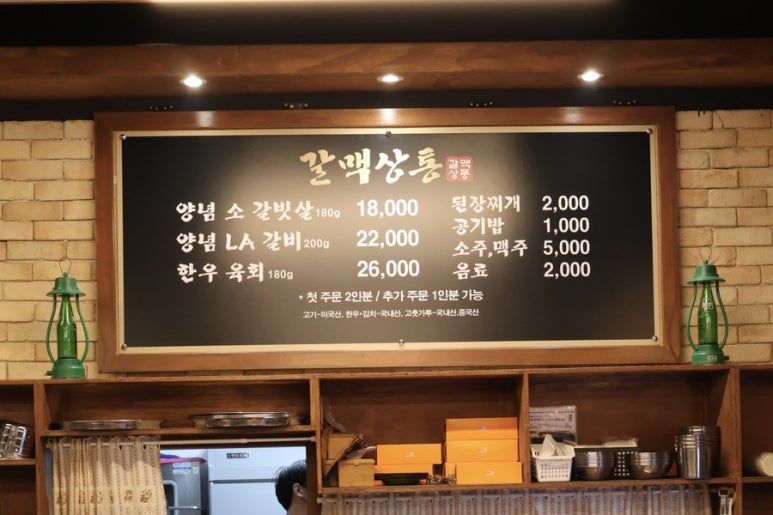 갈맥상통 갈맥상통
양념 소 갈빗살 180g 18,000
양념 LA 갈비 200g 22,000
한우 육회 180g 26,000
된장찌개 2,000
공기밥 1,000
소주,맥주 5,000
음료 2,000
* 첫 주문 2인분 / 추가 주문 1인분 가능
고기-미국산, 한우+김치-국내산, 고춧가루-국내산,중국산